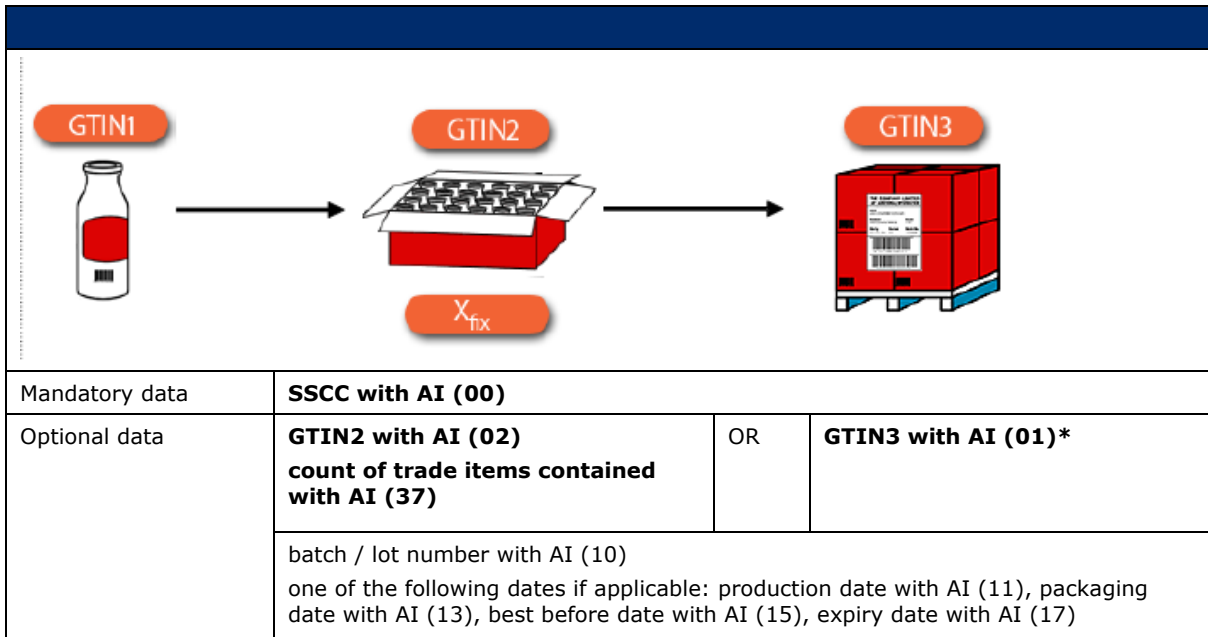 GTIN1
GTIN2
GTIN3
Xfix
Mandatory data
SSCC with AI (00)
Optional data
GTIN2 with AI (02)
count of trade items contained
with AI (37)
OR
GTIN3 with AI (01)*
batch / lot number with AI (10)
one of the following dates if applicable: production date with AI (11), packaging
date with AI (13), best before date with AI (15), expiry date with AI (17)